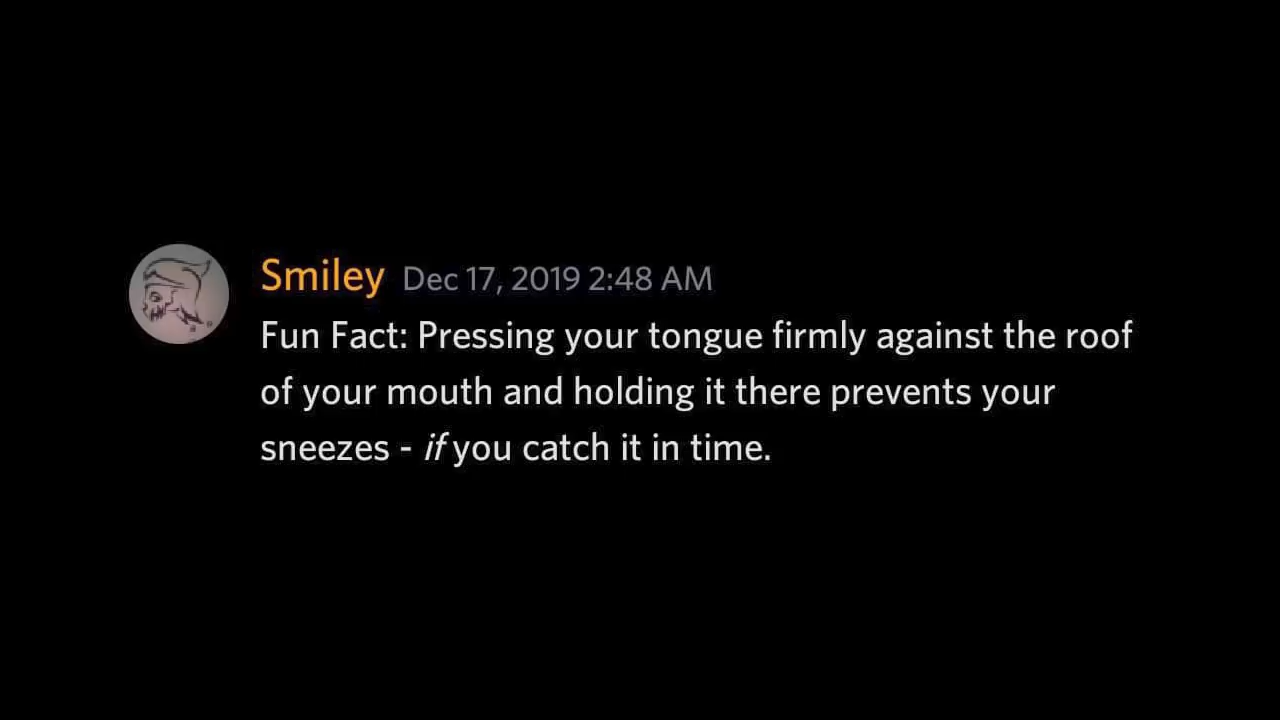 Smiley Dec 17, 2019 2:48 AM
Fun Fact: Pressing your tongue firmly against the roof
of your mouth and holding it there prevents your
sneezes - if you catch it in time.